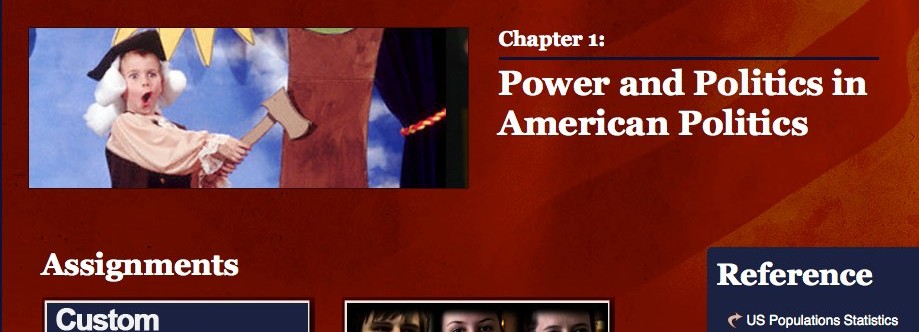 Chapter 1:
Power and Politics in
American Politics
Assignments
Custom
Reference
US Populations Statistics